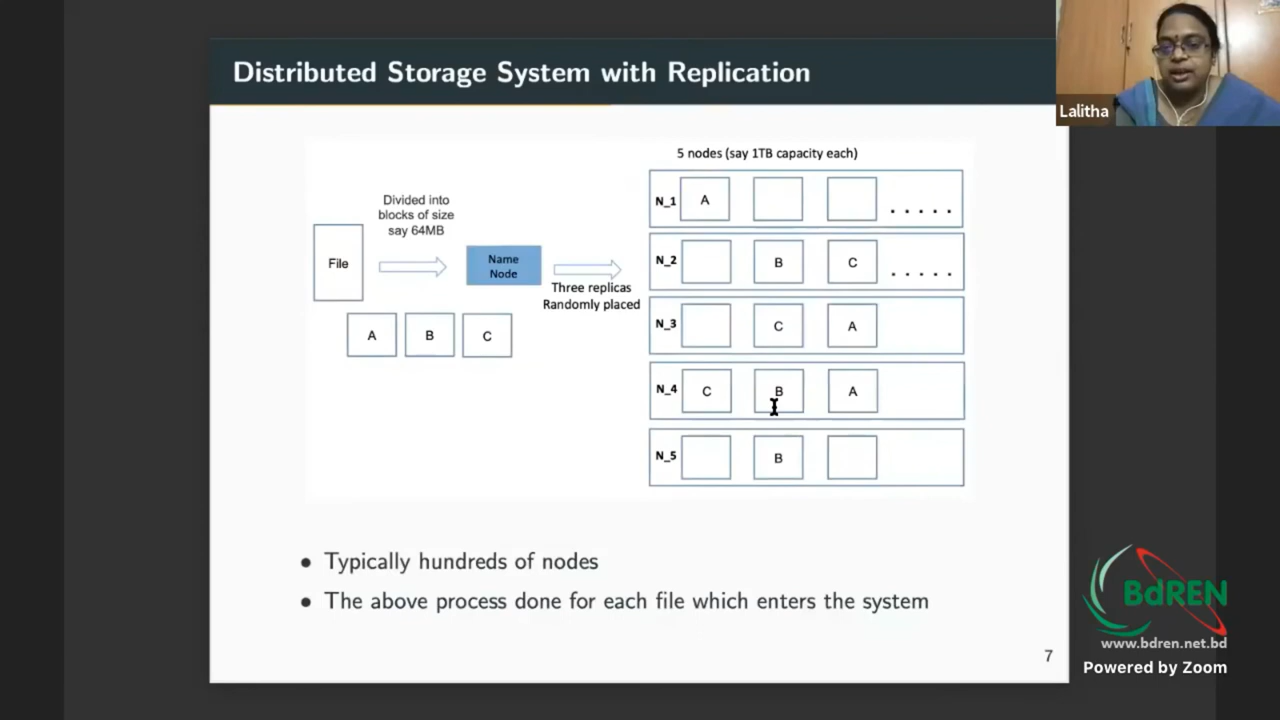 Distributed Storage System with Replication
Lalitha
5 nodes (say 1TB capacity each)
Divided into
blocks of size
say 64MB
File
Name
Node
Three replicas
Randomly placed
A B C
N_1 A . . . . .
N_2 B C . . . . .
N_3 C A
N_4 C B A
N_5 B
• Typically hundreds of nodes
• The above process done for each file which enters the system
7
BdREN
www.bdren.net.bd
Powered by Zoom